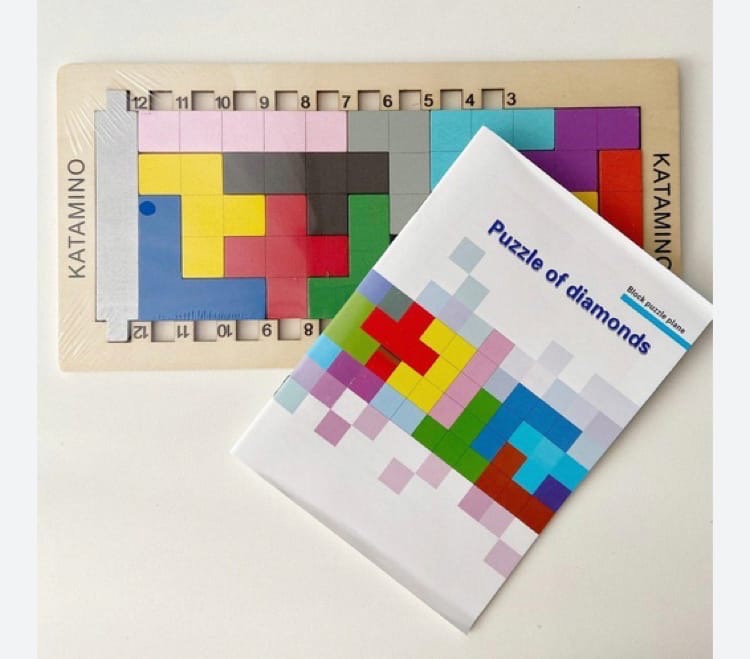 12 11 10 9 8 7 6 5 4 3
KATAMINO
KATAMINO
12 11 10 9 8
Puzzle of diamonds
Block puzzle plane